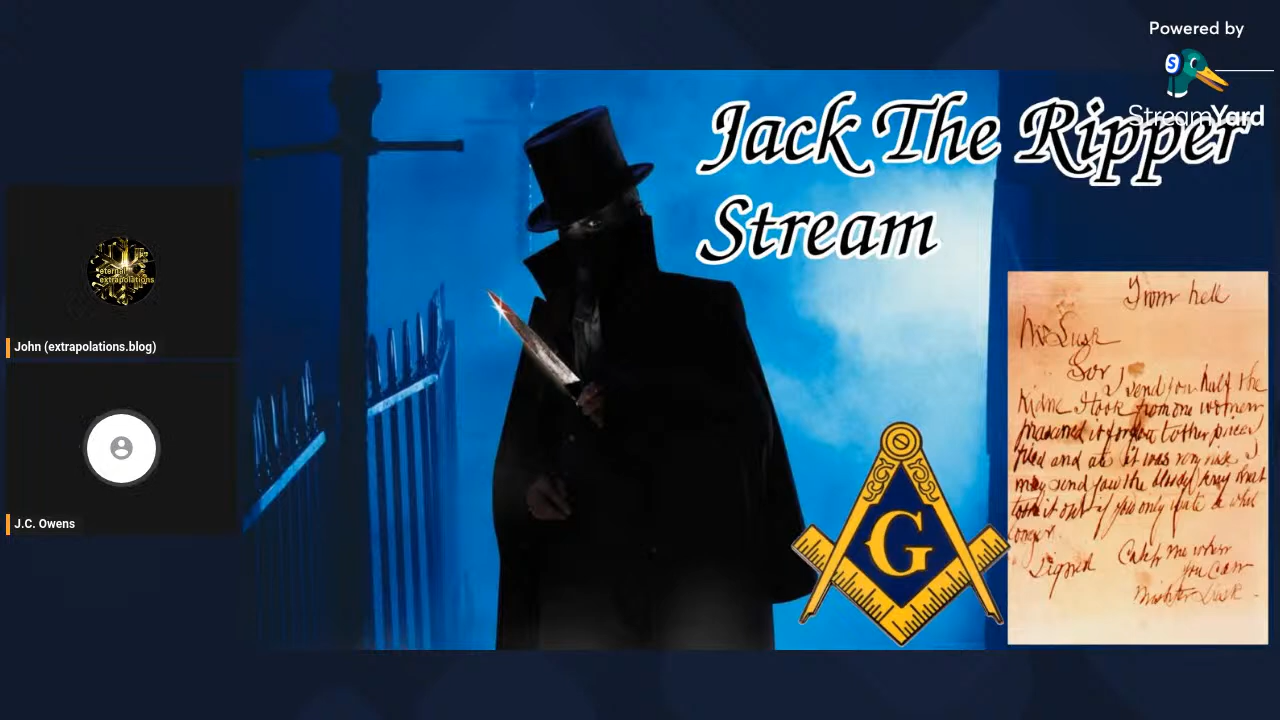 Powered by
StreamYard
S
Jack The Ripper
Stream
eternal
extrapolations
John (extrapolations.blog)
J.C. Owens
G
From hell
Mr Lusk
Sor
I send you half the
Kidne I took from one women
prasarved it for you tother piece I
fried and ate it was very nise I
may send you the bloody knif that
took it out if you only wate a whil
longer
signed
Catch me when
you Can
Mishter Lusk